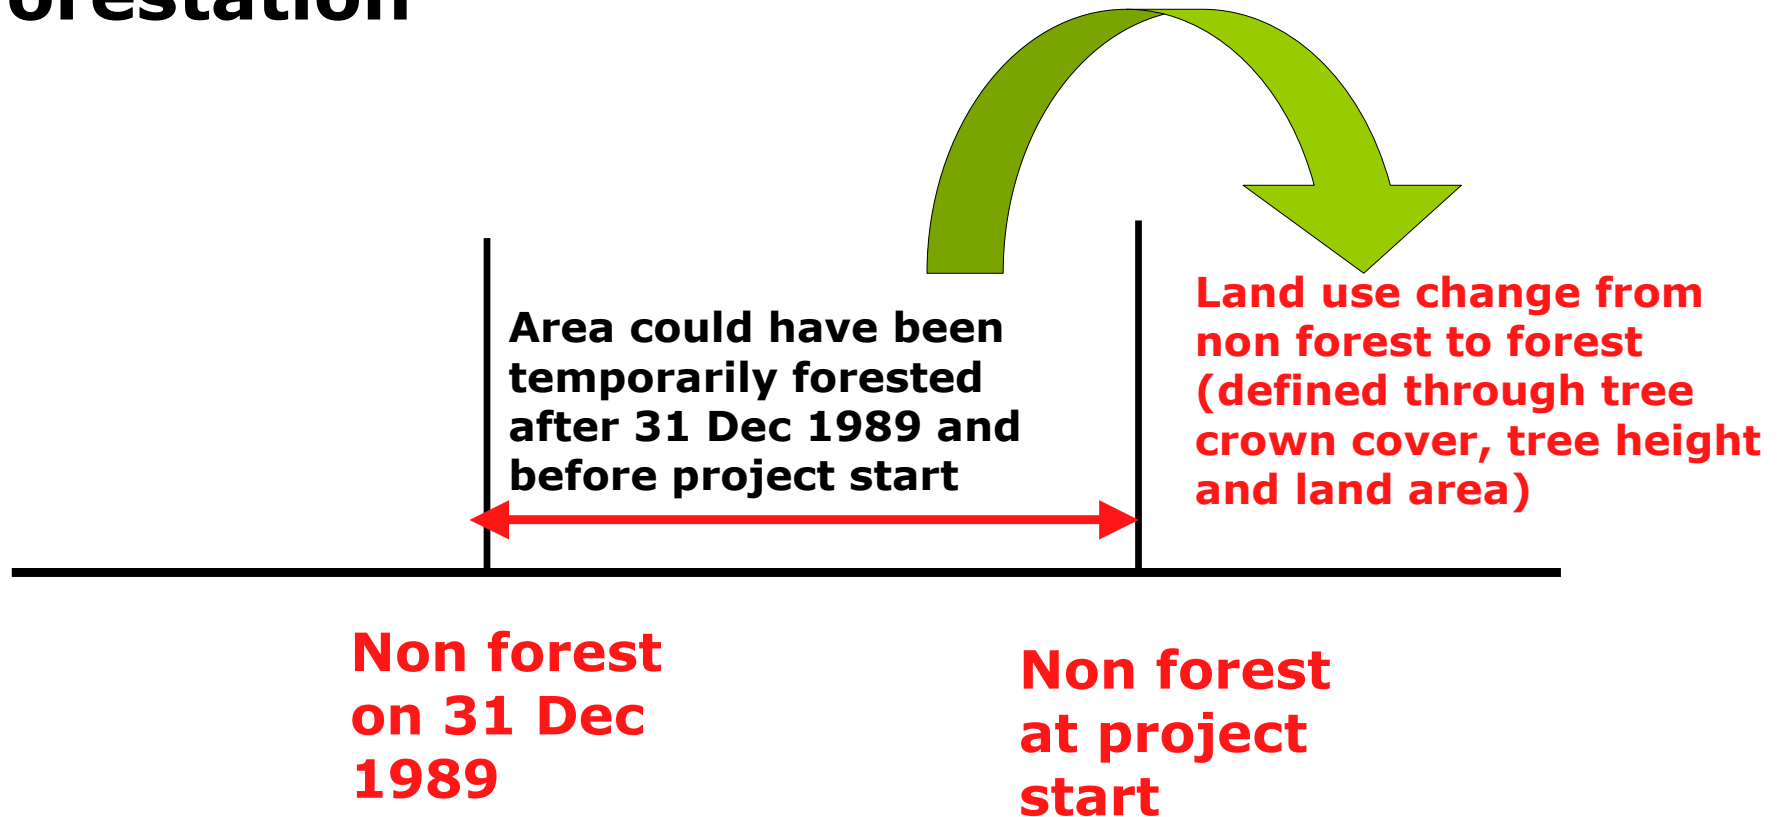 orestation
Area could have been
temporarily forested
after 31 Dec 1989 and
before project start
Land use change from
non forest to forest
(defined through tree
crown cover, tree height
and land area)
Non forest
on 31 Dec
1989
Non forest
at project
start